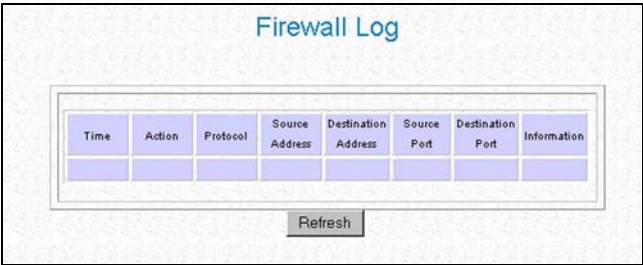 Firewall Log
Time Action Protocol Source Address Destination Address Source Port Destination Port Information
Refresh